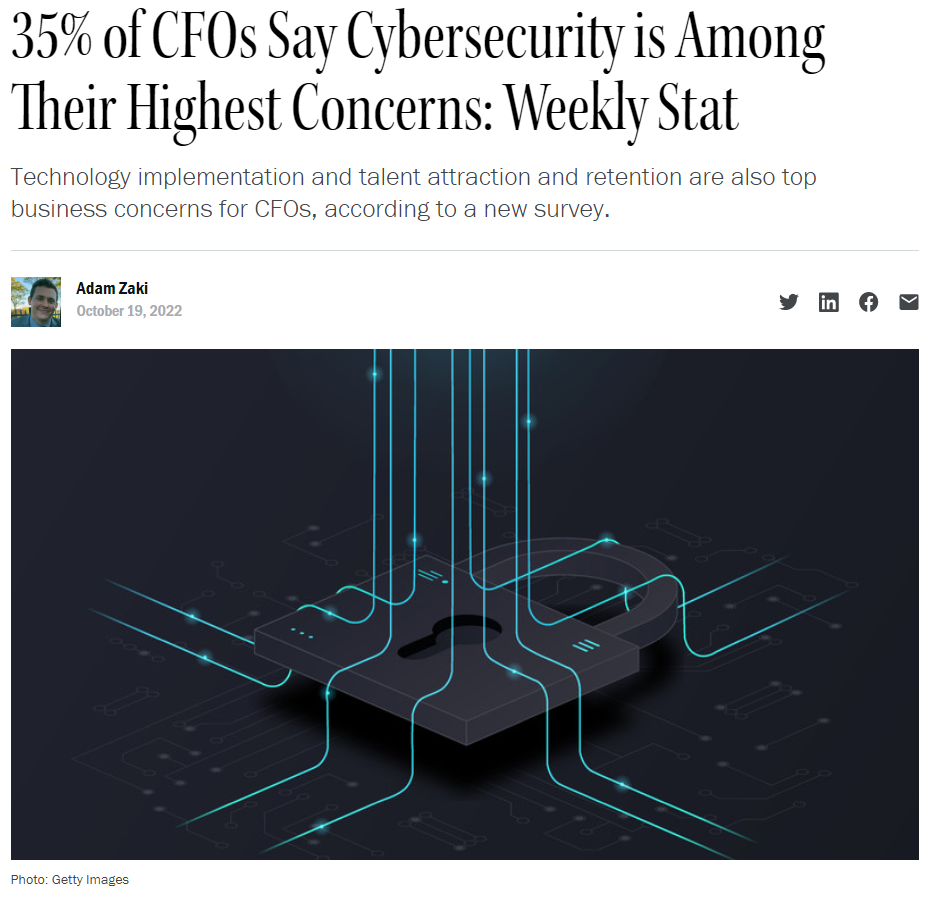 35% of CFOs Say Cybersecurity is Among
Their Highest Concerns: Weekly Stat
Technology implementation and talent attraction and retention are also top
business concerns for CFOs, according to a new survey.
Adam Zaki
October 19, 2022
Photo: Getty Images